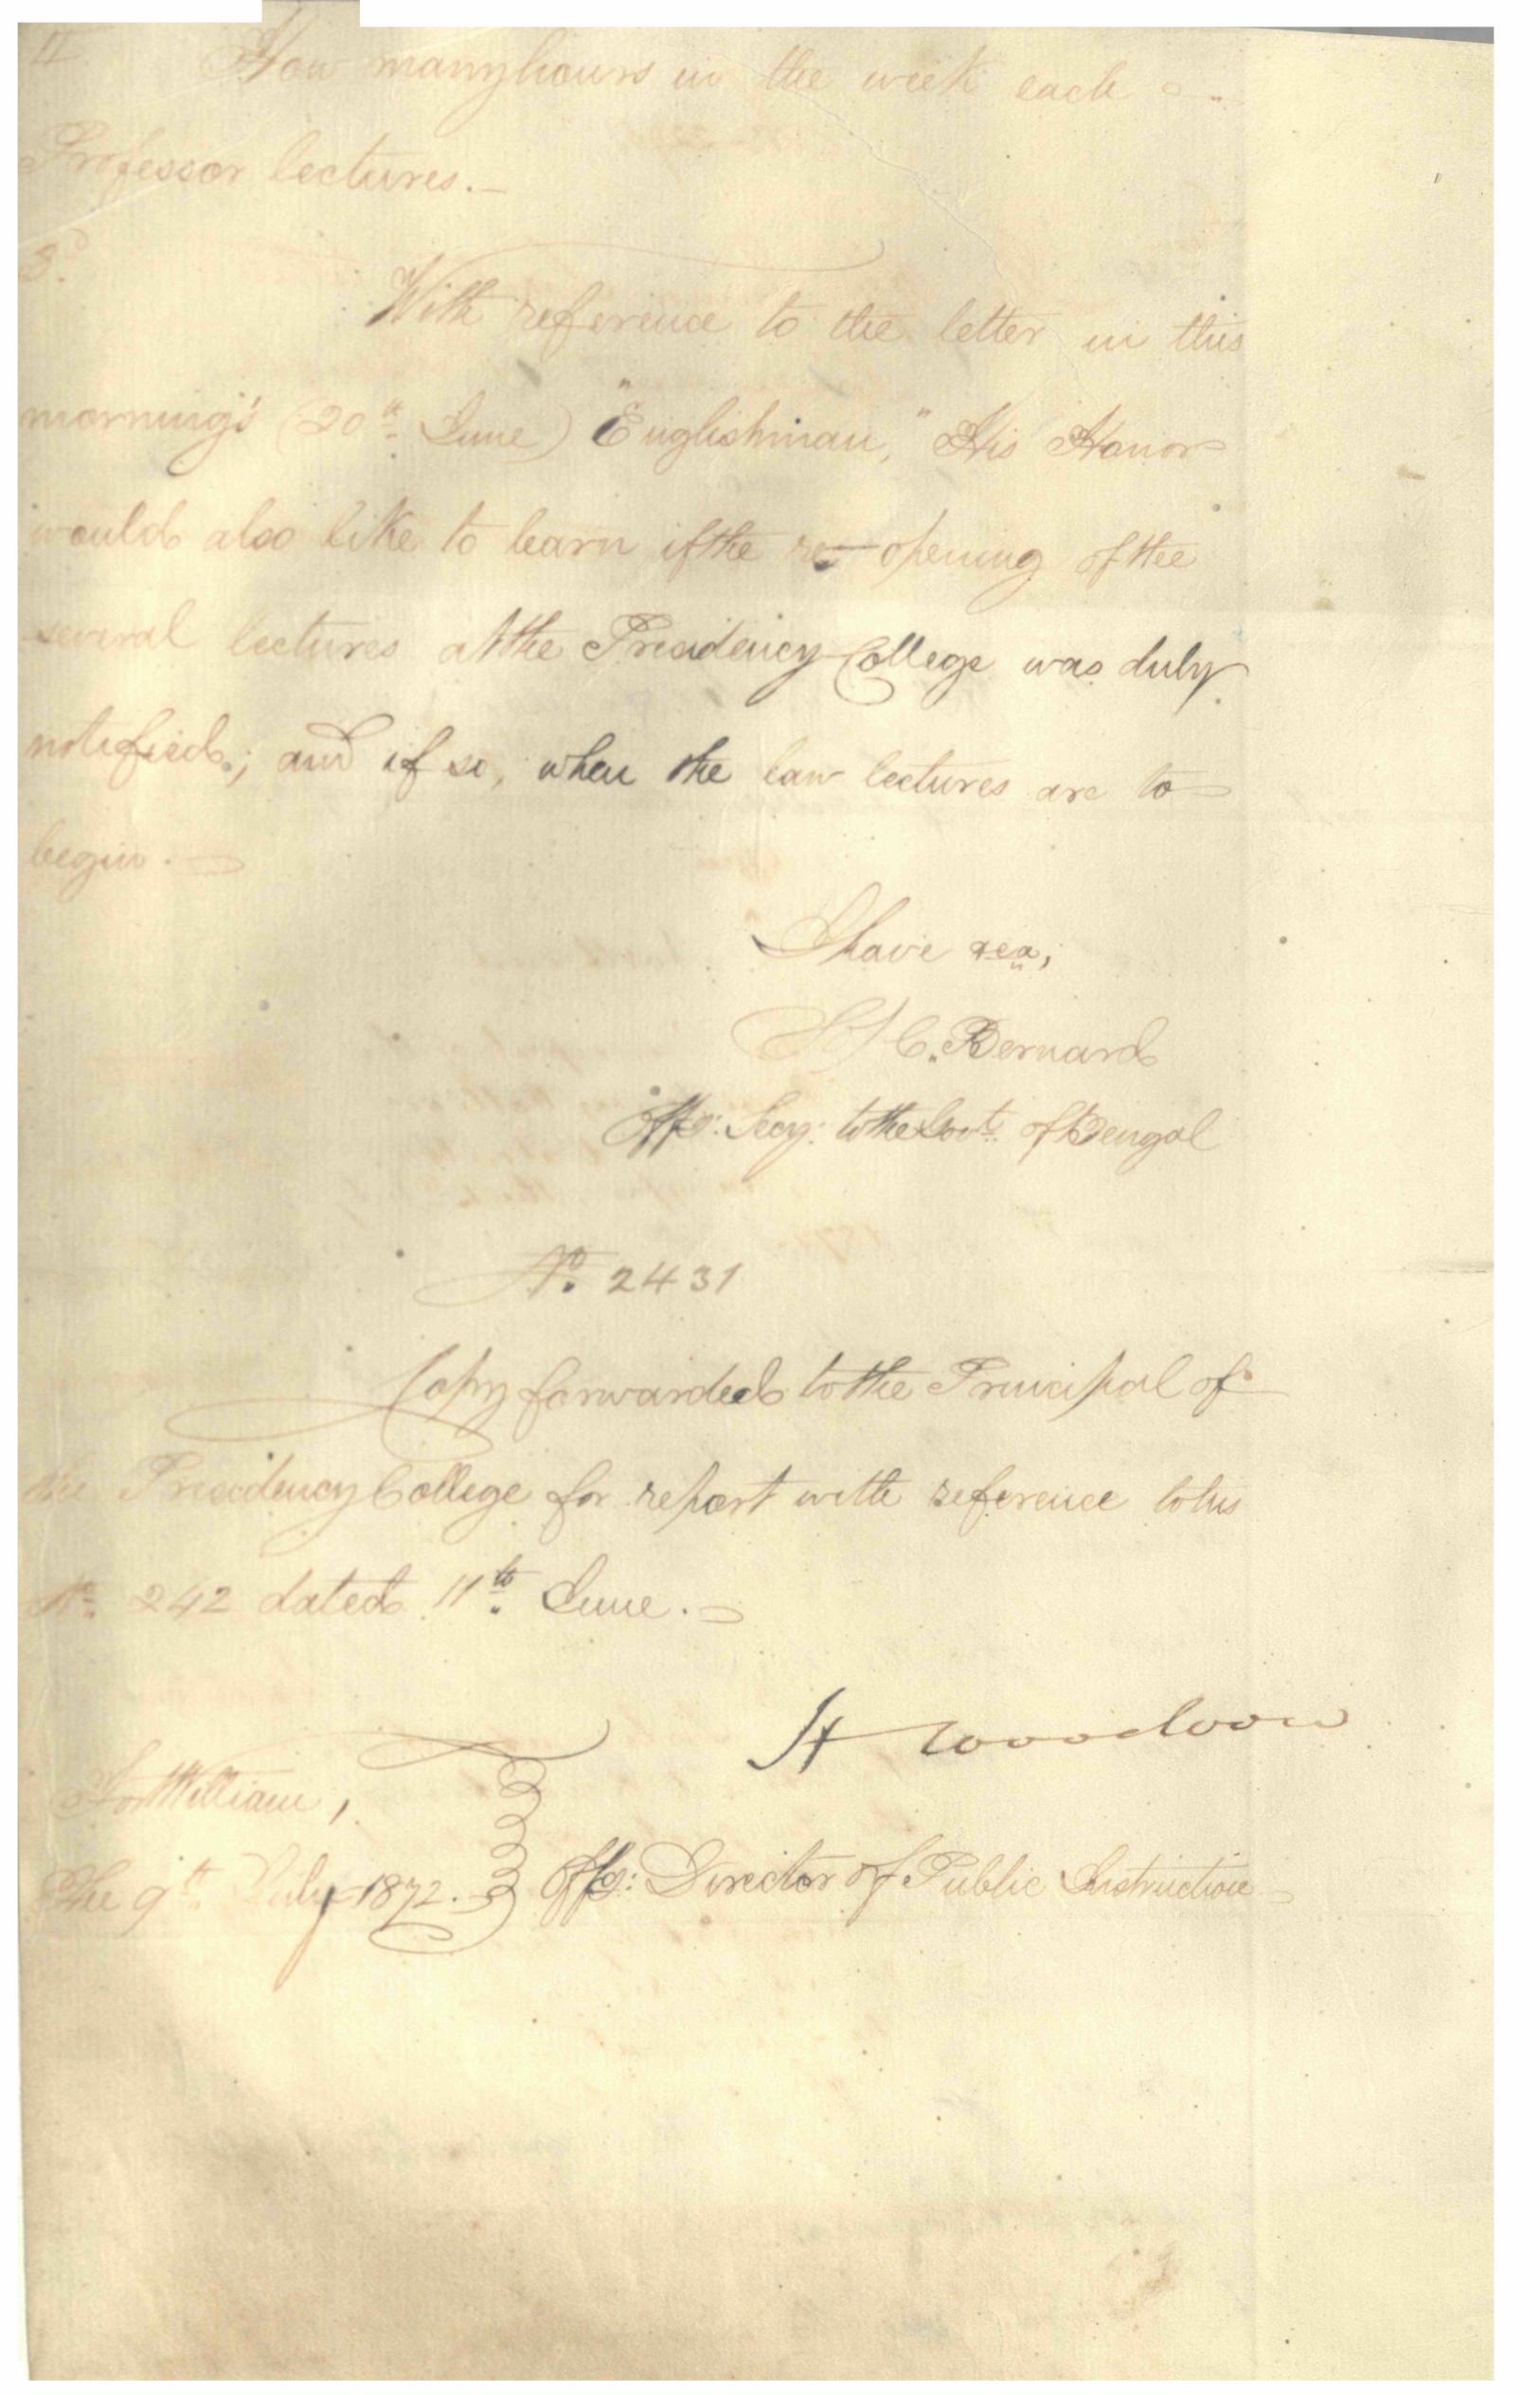 II How many hours in the week each
Professor lectures.—
3.
With reference to the letter in this
morning's (20th June) "Englishman," His Honor
would also like to learn if the re-opening of the
several lectures at the Presidency College was duly
notified; and if so, when the law lectures are to
begin.—
I have &ca,
C. Bernard
Offg: Secy: to the Govt. of Bengal
No. 2431
Copy forwarded to the Principal of
the Presidency College for report with reference to his
No. 242 dated 11th June.—
H Woodrow
Fort William,
The 9th July 1872.
Offg: Director of Public Instruction